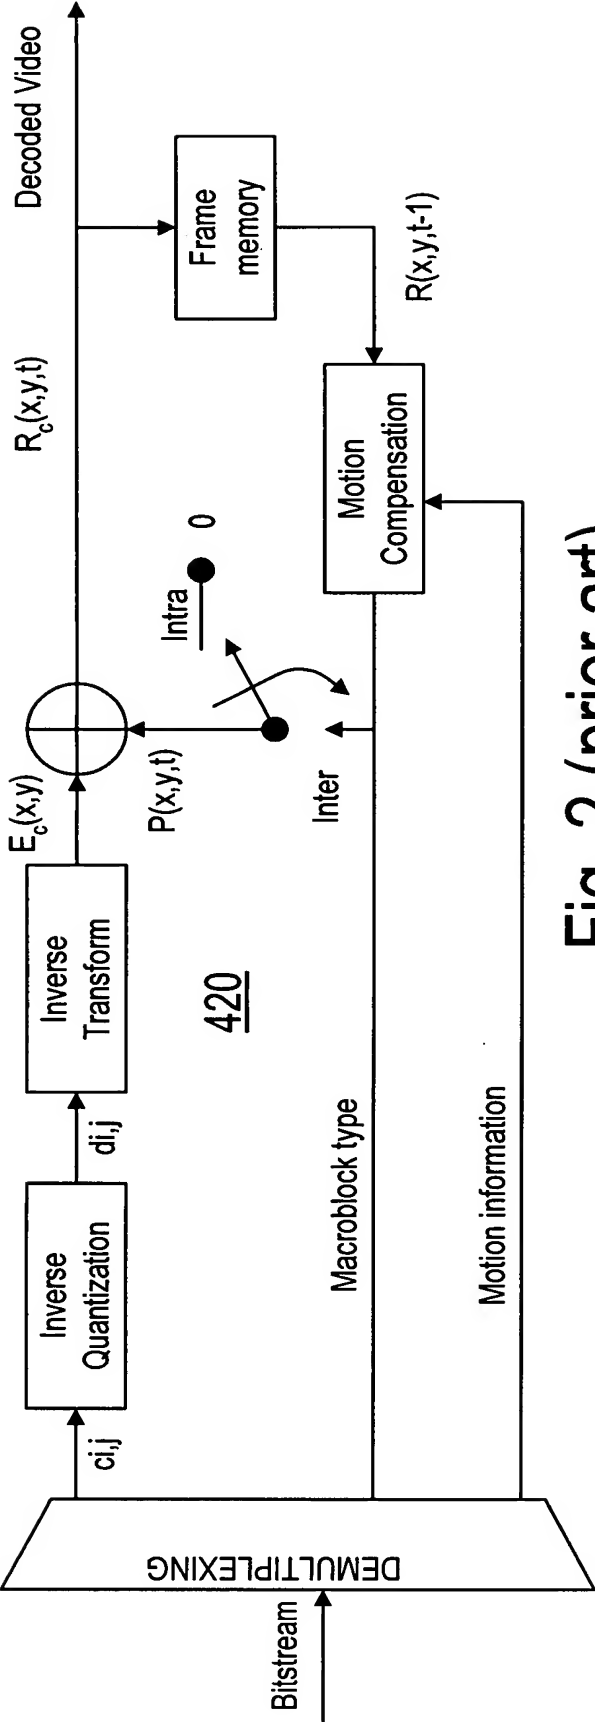 Bitstream
DEMULTIPLEXING
ci,j
Inverse
Quantization
di,j
Inverse
Transform
Ec(x,y)
Rc(x,y,t)
Decoded Video
P(x,y,t)
Intra
0
Frame
memory
R(x,y,t-1)
420
Inter
Motion
Compensation
Macroblock type
Motion information
Fig. 2 (prior art)